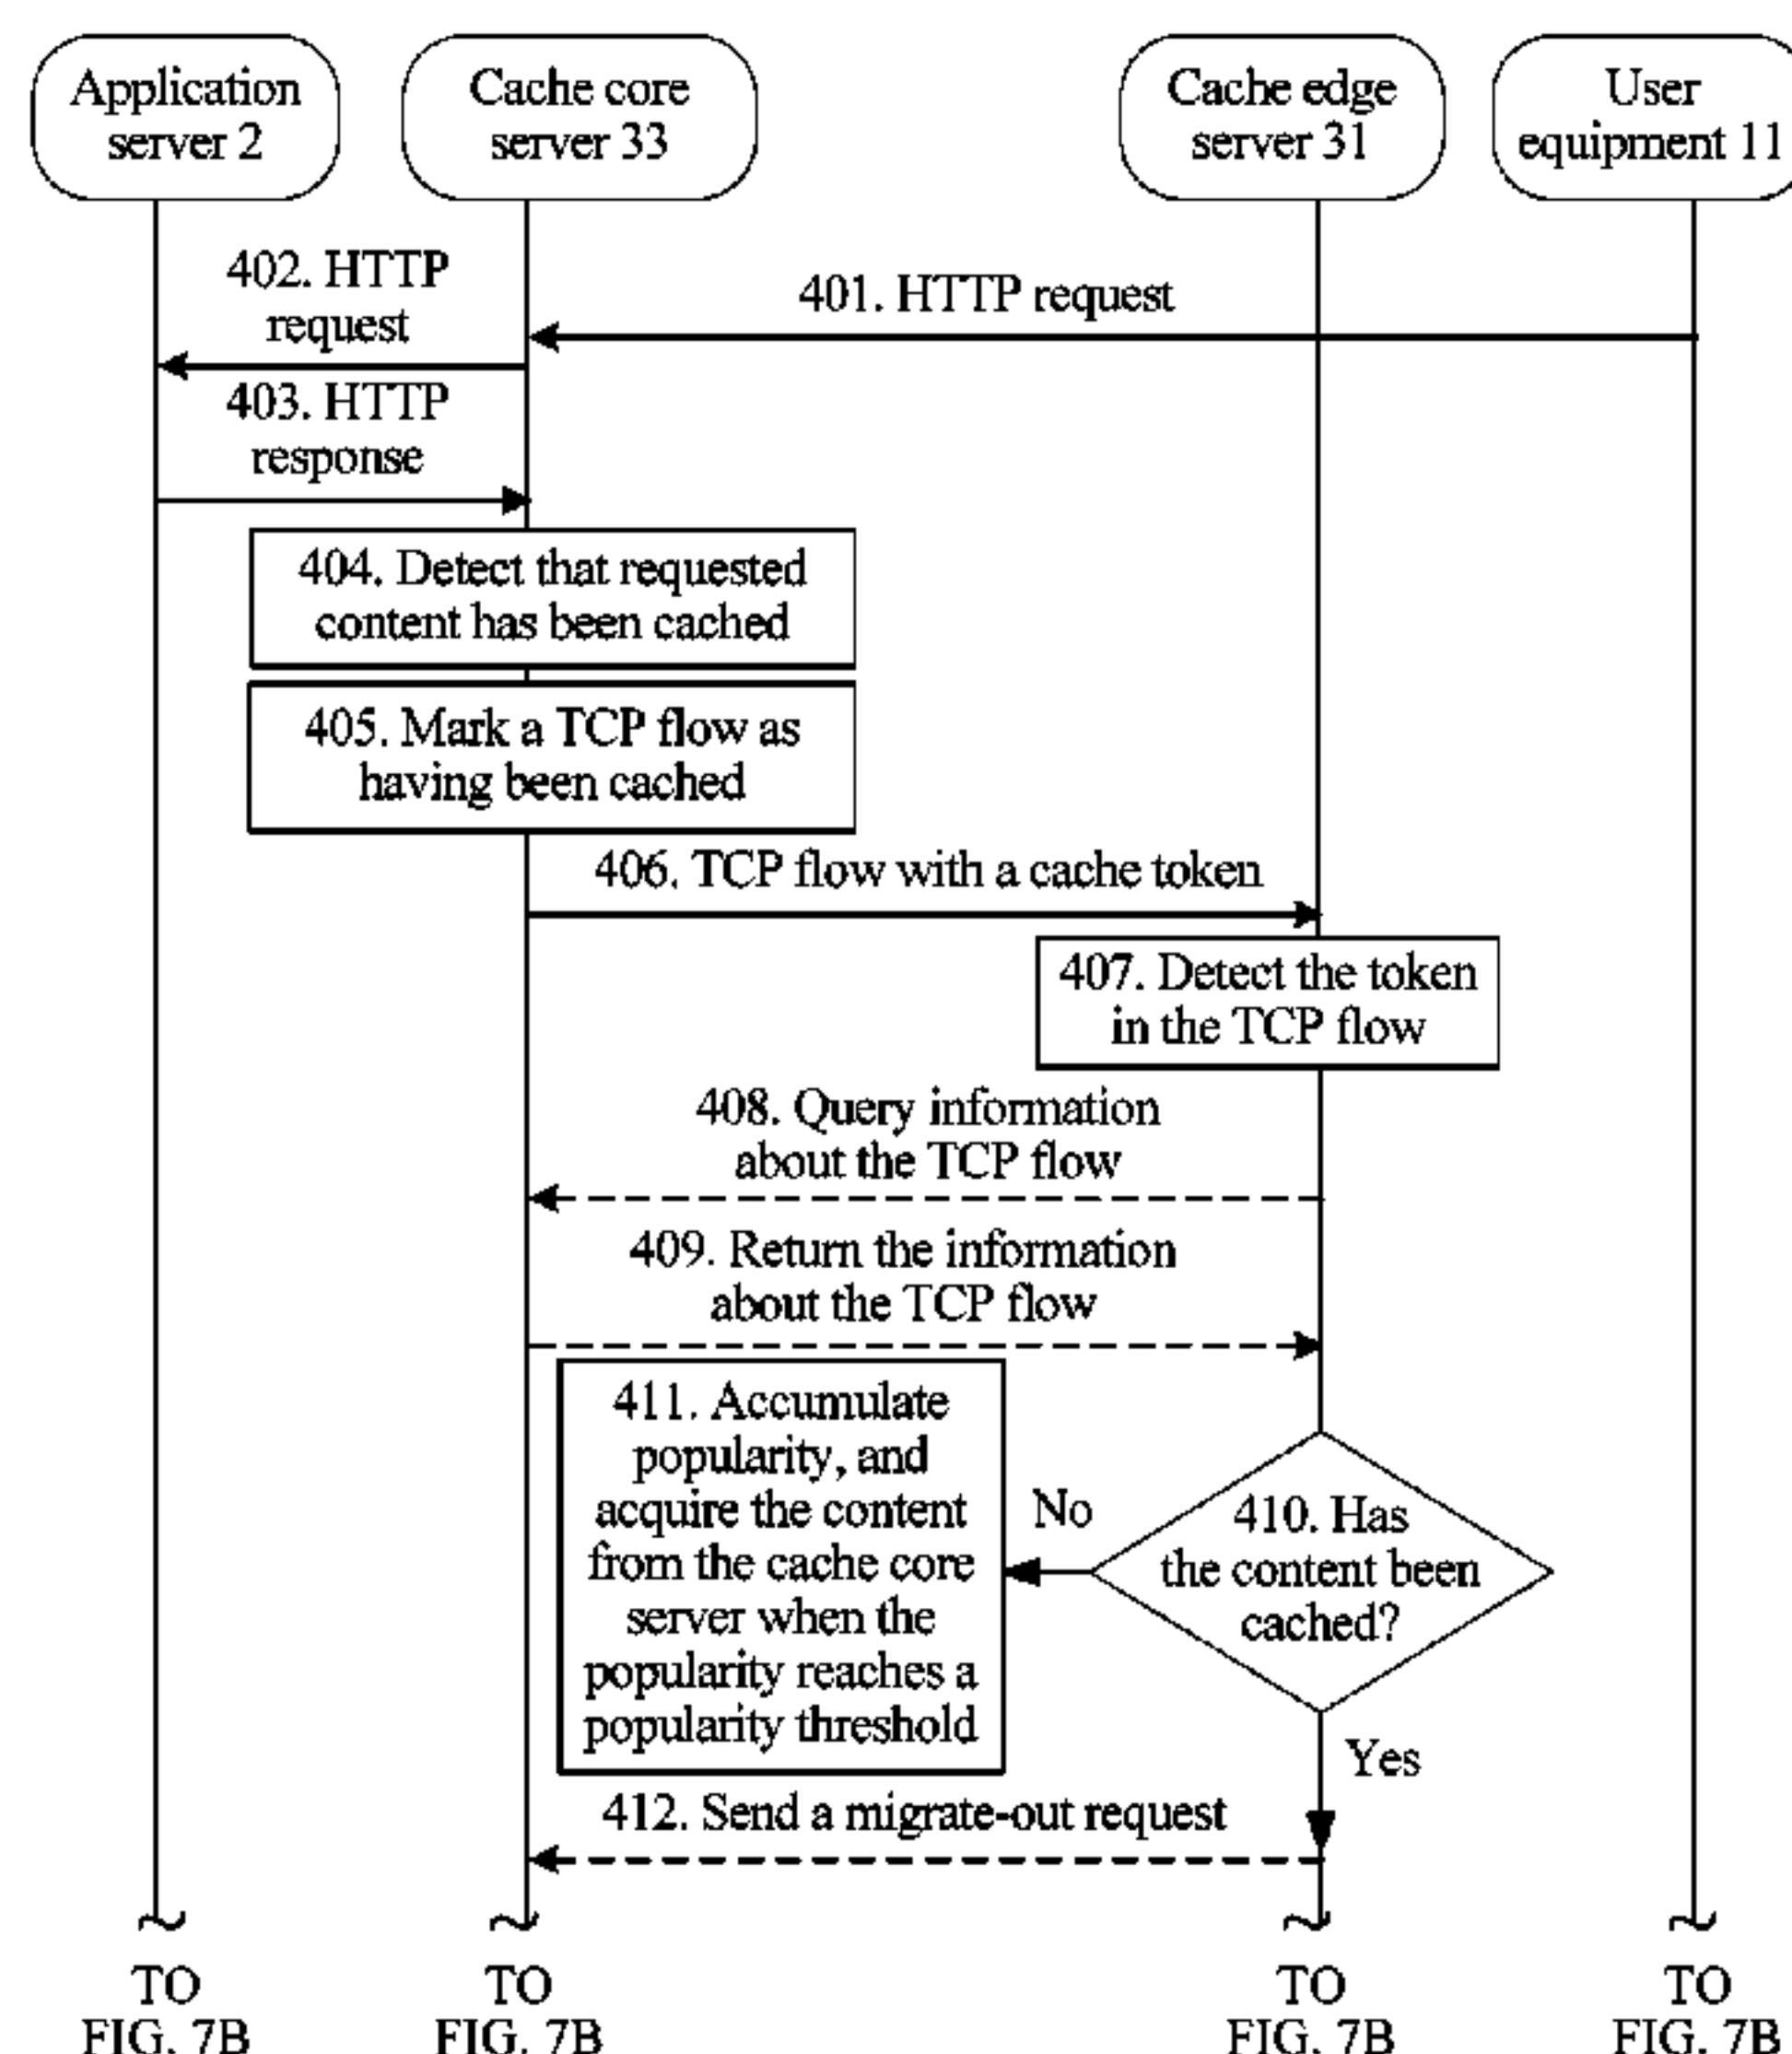 Application
server 2
Cache core
server 33
Cache edge
server 31
User
equipment 11
402. HTTP
request
401. HTTP request
403. HTTP
response
404. Detect that requested
content has been cached
405. Mark a TCP flow as
having been cached
406. TCP flow with a cache token
407. Detect the token
in the TCP flow
408. Query information
about the TCP flow
409. Return the information
about the TCP flow
411. Accumulate
popularity, and
acquire the content
from the cache core
server when the
popularity reaches a
popularity threshold
No
410. Has
the content been
cached?
Yes
412. Send a migrate-out request
TO
FIG. 7B
TO
FIG. 7B
TO
FIG. 7B
TO
FIG. 7B